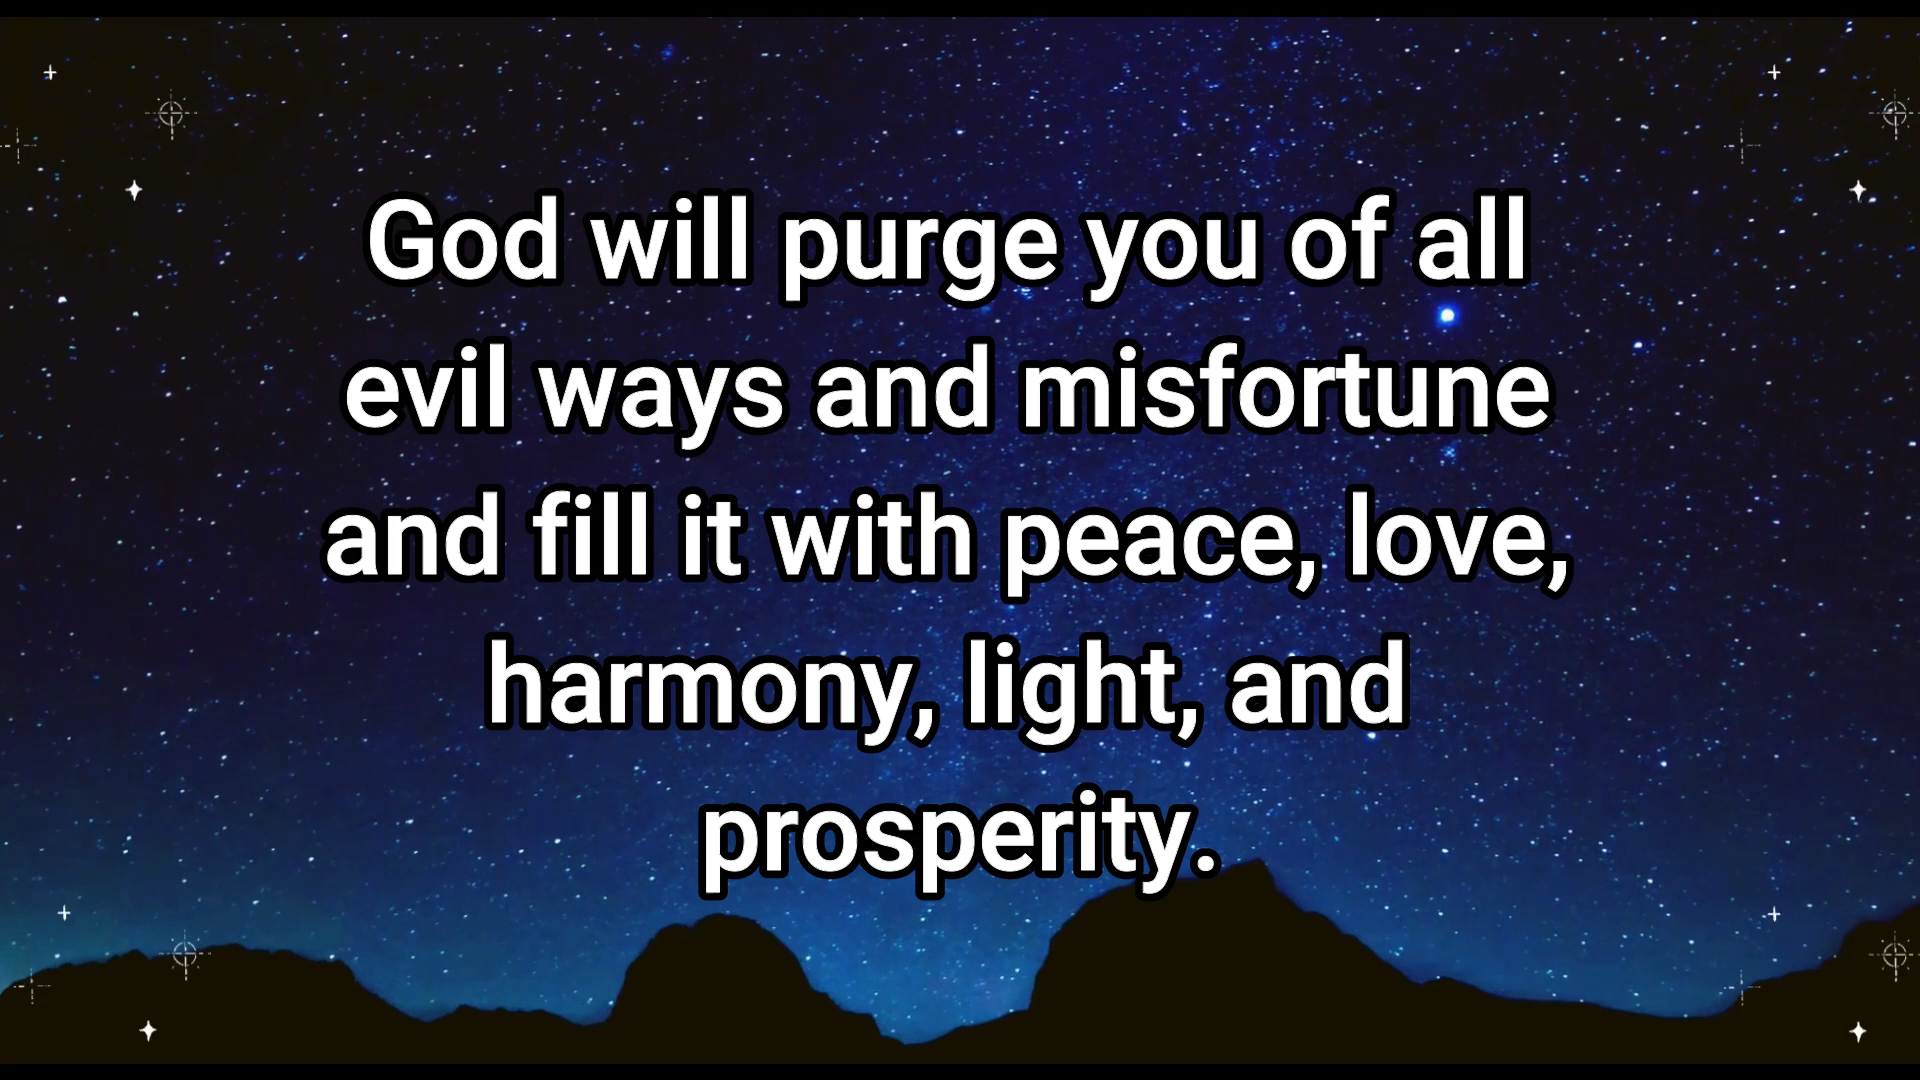 God will purge you of all
evil ways and misfortune
and fill it with peace, love,
harmony, light, and
prosperity.